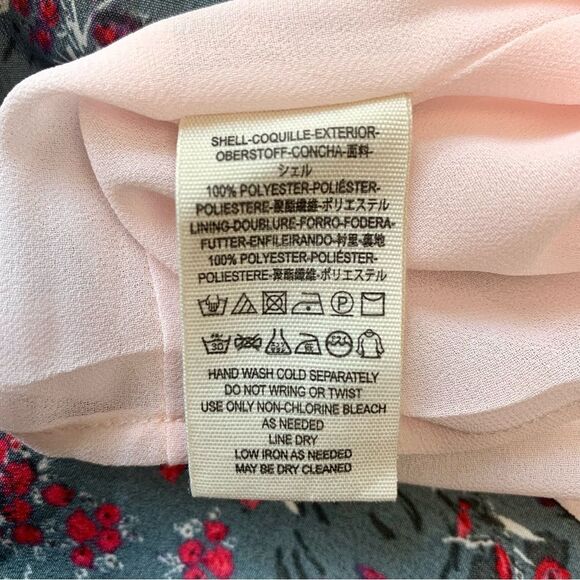 SHELL-COQUILLE-EXTERIOR-
OBERSTOFF-CONCHA-面料-
シェル
100% POLYESTER-POLIÉSTER-
POLIESTERE-聚酯纖維-ポリエステル
LINING-DOUBLURE-FORRO-FODERA-
FUTTER-ENFILEIRANDO-衬里-裏地
100% POLYESTER-POLIÉSTER-
POLIESTERE-聚酯纖維-ポリエステル
P
30
HAND WASH COLD SEPARATELY
DO NOT WRING OR TWIST
USE ONLY NON-CHLORINE BLEACH
AS NEEDED
LINE DRY
LOW IRON AS NEEDED
MAY BE DRY CLEANED